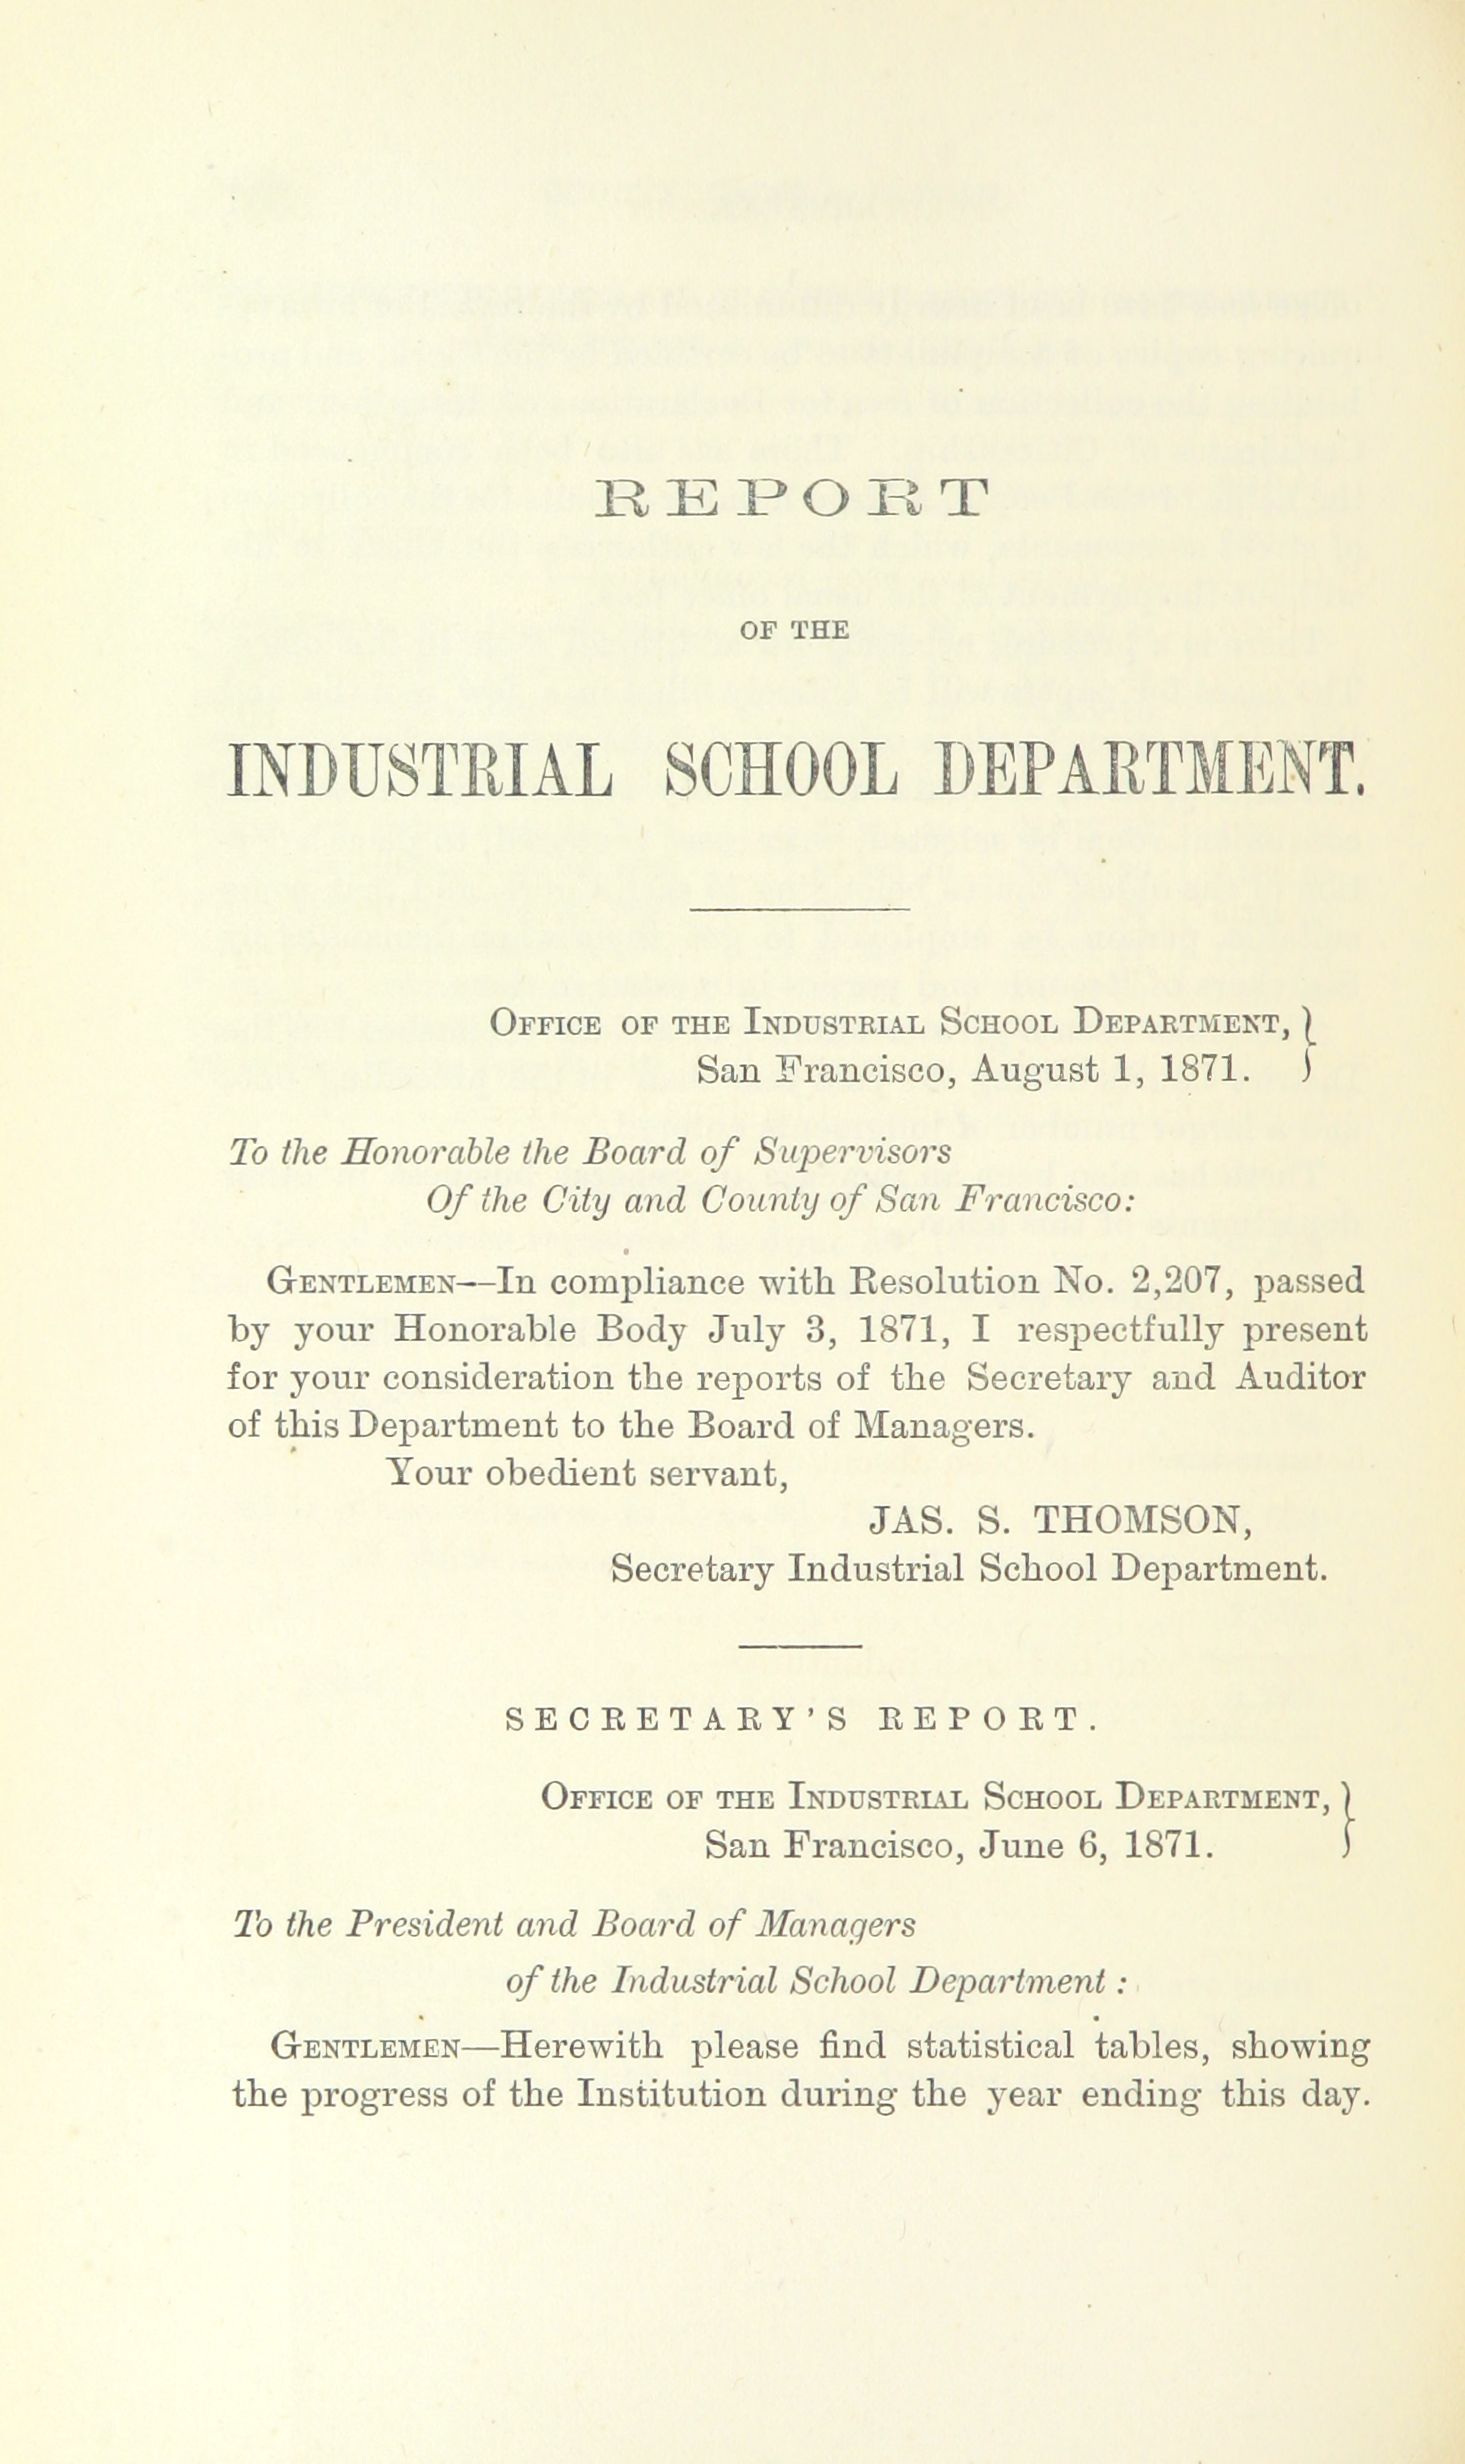 REPORT
OF THE
INDUSTRIAL SCHOOL DEPARTMENT.
OFFICE OF THE INDUSTRIAL SCHOOL DEPARTMENT, }
San Francisco, August 1, 1871.
To the Honorable the Board of Supervisors
Of the City and County of San Francisco:
GENTLEMEN—In compliance with Resolution No. 2,207, passed
by your Honorable Body July 3, 1871, I respectfully present
for your consideration the reports of the Secretary and Auditor
of this Department to the Board of Managers.
Your obedient servant,
JAS. S. THOMSON,
Secretary Industrial School Department.
SECRETARY'S REPORT.
OFFICE OF THE INDUSTRIAL SCHOOL DEPARTMENT, }
San Francisco, June 6, 1871.
To the President and Board of Managers
of the Industrial School Department:
GENTLEMEN—Herewith please find statistical tables, showing
the progress of the Institution during the year ending this day.